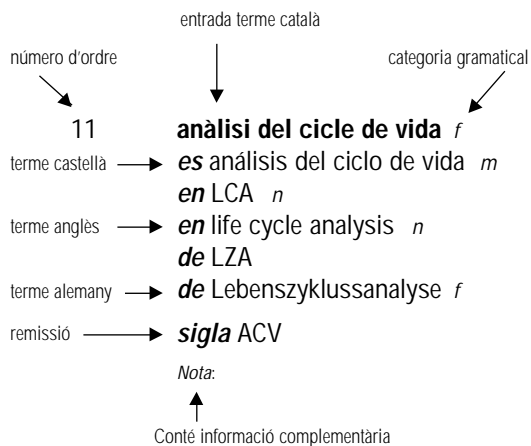 entrada terme català
número d'ordre
categoria gramatical
11 anàlisi del cicle de vida f
terme castellà es análisis del ciclo de vida m
en LCA n
terme anglès en life cycle analysis n
de LZA
terme alemany de Lebenszyklussanalyse f
remissió sigla ACV
Nota:
Conté informació complementària